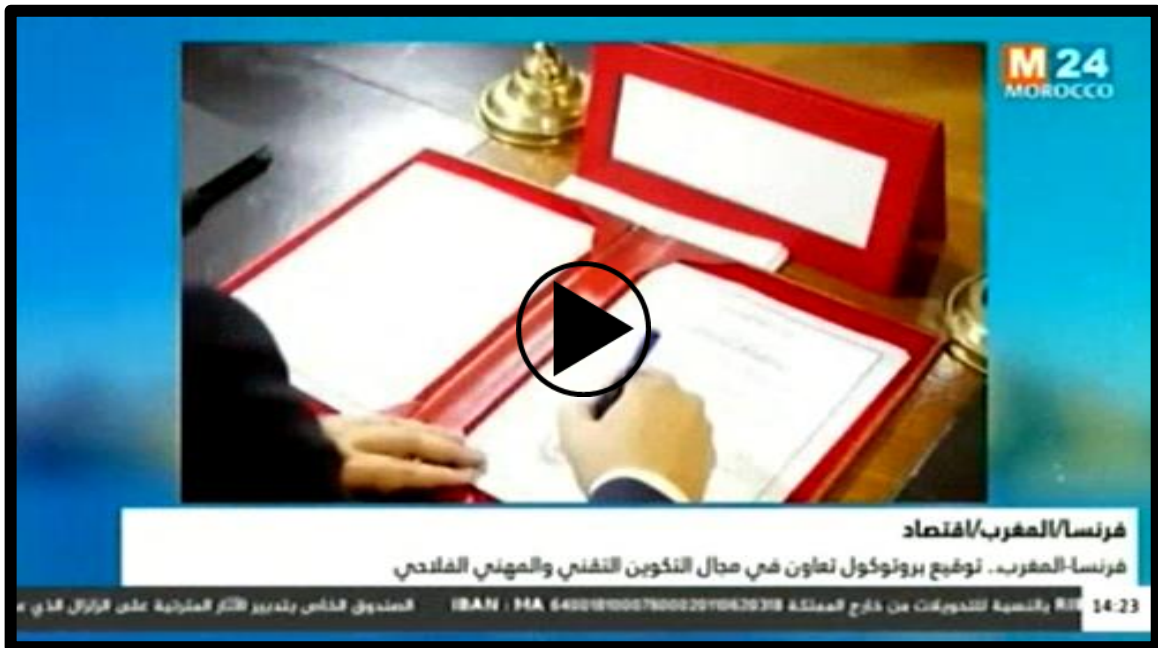 M 24
MOROCCO
فرنسا/المغرب/اقتصاد
فرنسا-المغرب.. توقيع بروتوكول تعاون في مجال التكوين التقني والمهني الفلاحي
بالنسبة للتحويلات من خارج المملكة IBAN : MA الصندوق الخاص بتدبير الآثار المترتبة على الزلزال الذي
14:23